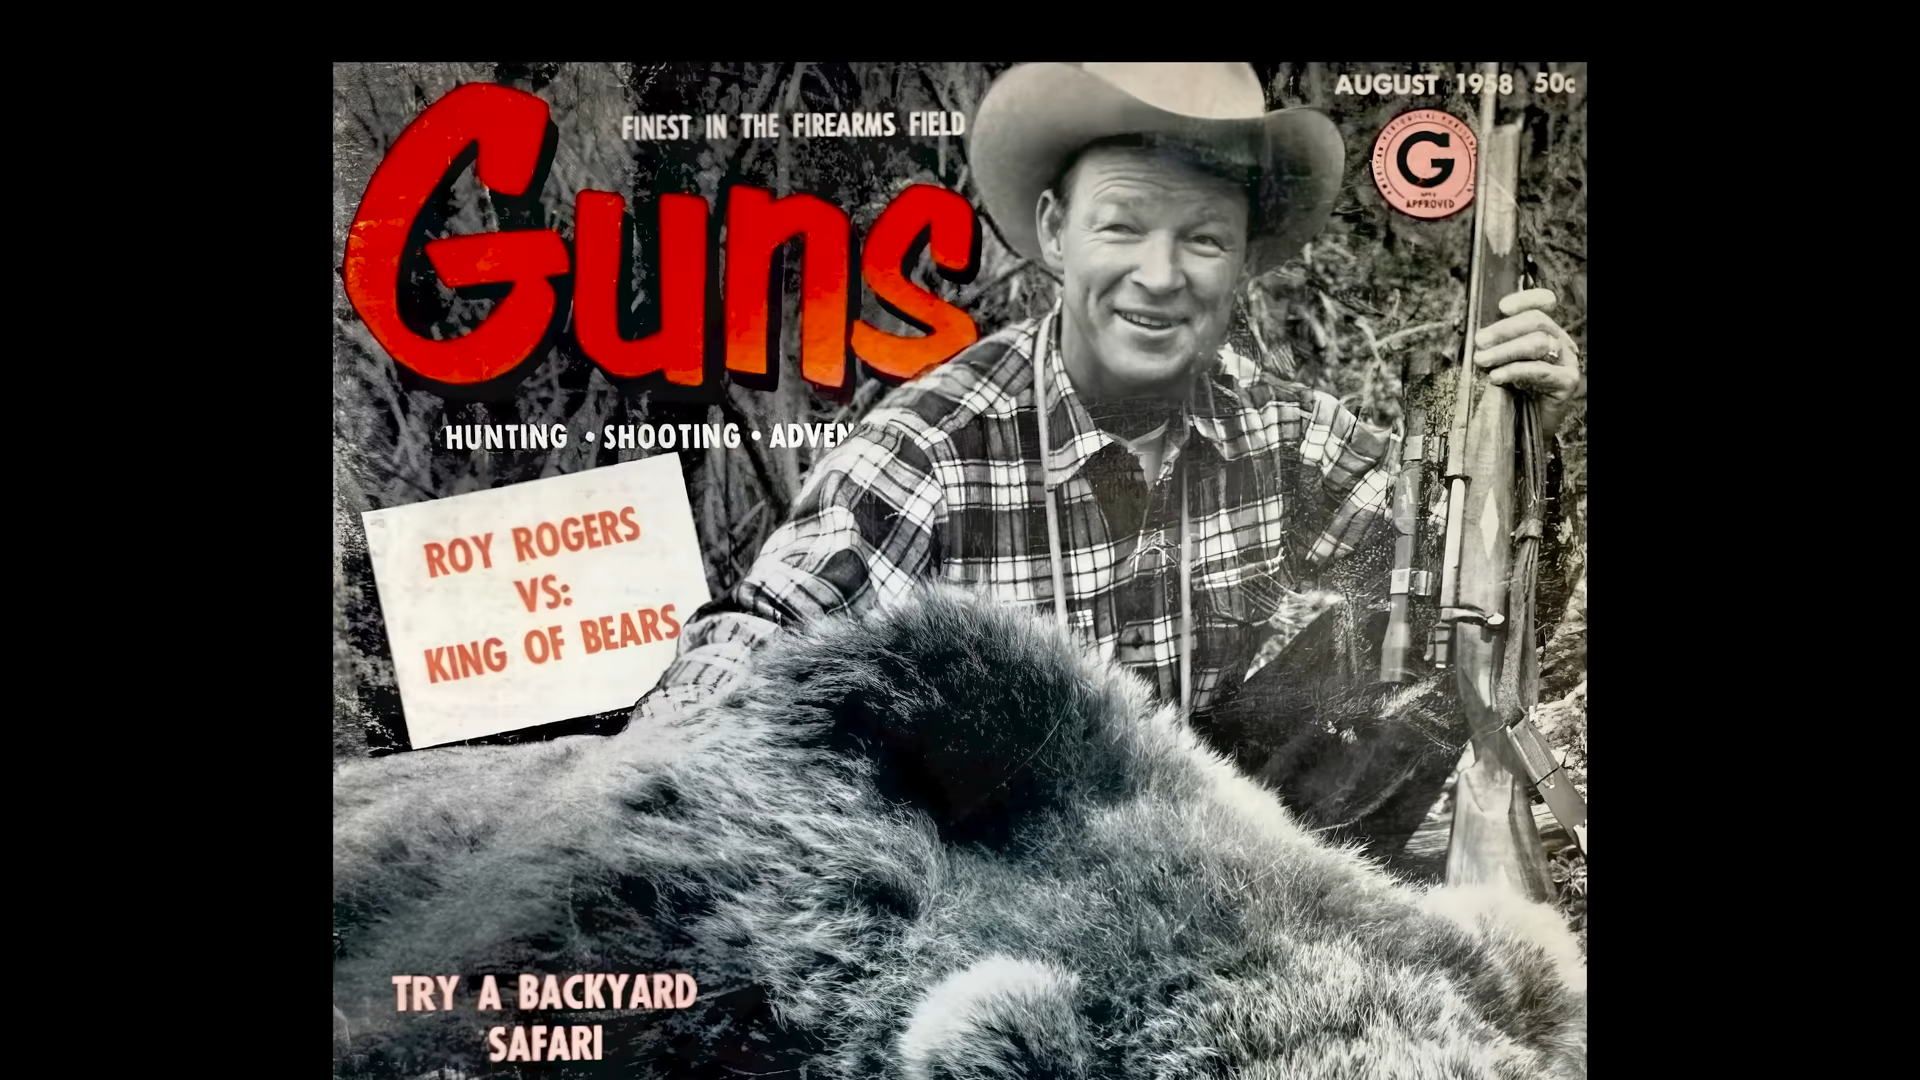 AUGUST 1958 50c
FINEST IN THE FIREARMS FIELD
Guns
G
APPROVED
HUNTING • SHOOTING • ADVEN
ROY ROGERS
VS:
KING OF BEARS
TRY A BACKYARD
SAFARI